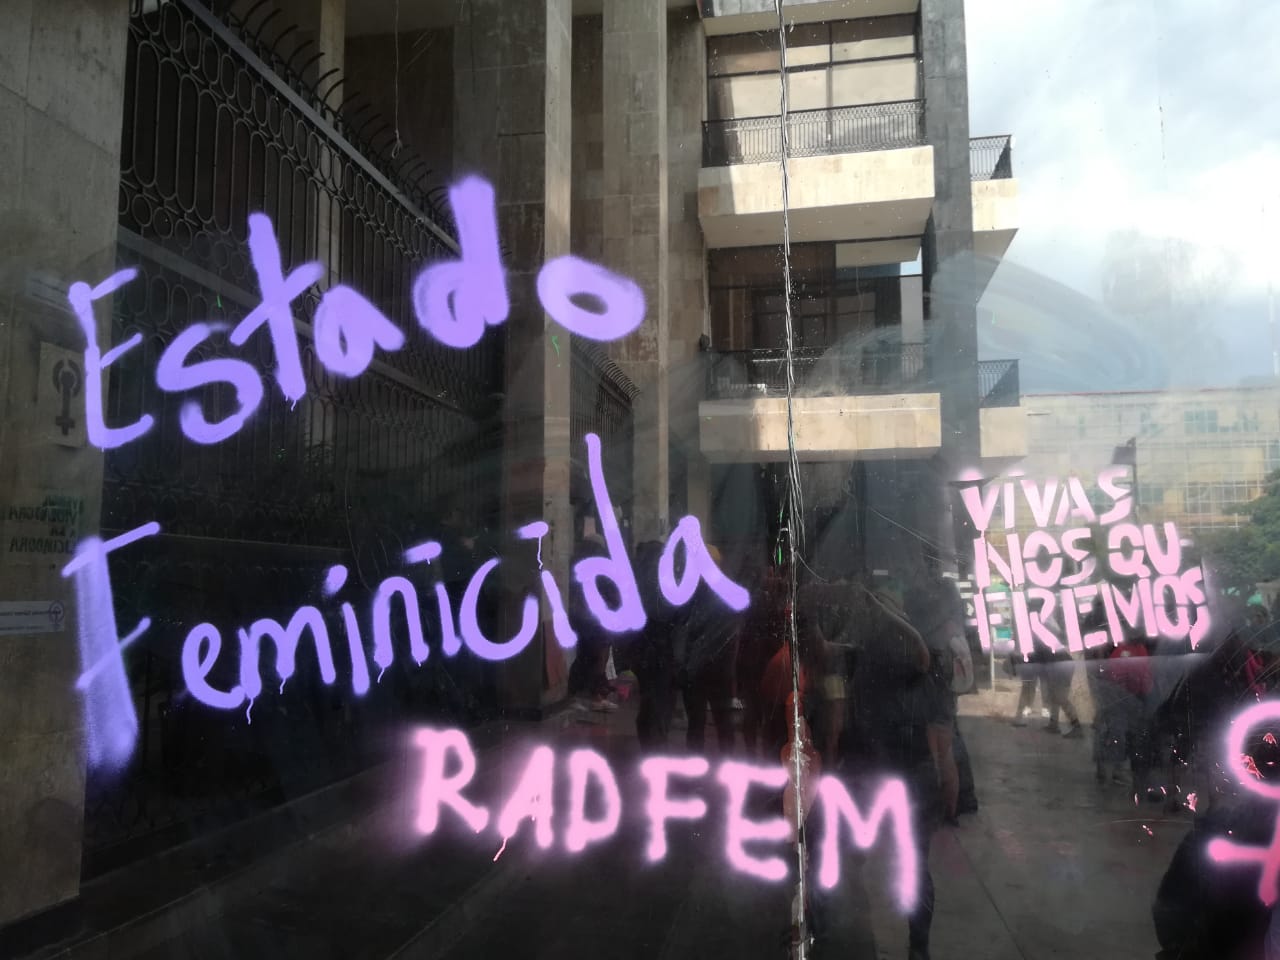 Estado
Feminicida
RADFEM
VIVAS
NOS QU-
EREMOS